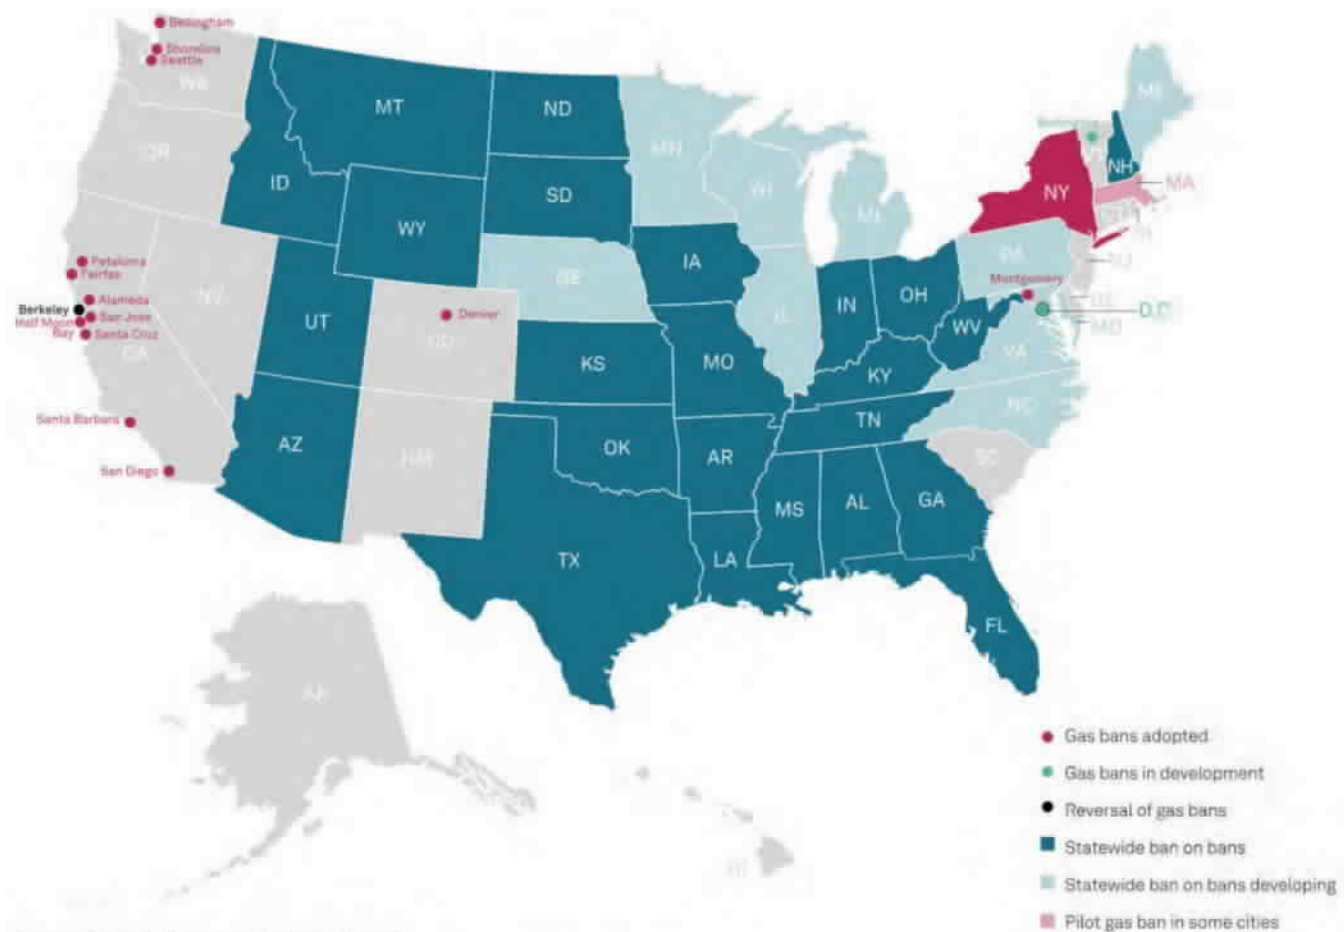 Bellingham
Shoreline
Seattle
WA
MT
ND
MN
ME
OR
ID
SD
WI
MI
NH
NY
MA
WY
IA
PA
NJ
Petaluma
Fairfax
NV
NE
Montgomery
Alameda
Berkeley
San Jose
Half Moon
Bay
Santa Cruz
CA
UT
CO
Denver
IL
IN
OH
WV
D.C
MD
VA
KS
MO
KY
NC
Santa Barbara
TN
AZ
NM
OK
AR
SC
San Diego
MS
AL
GA
TX
LA
FL
AK
HI
Gas bans adopted
Gas bans in development
Reversal of gas bans
Statewide ban on bans
Statewide ban on bans developing
Pilot gas ban in some cities